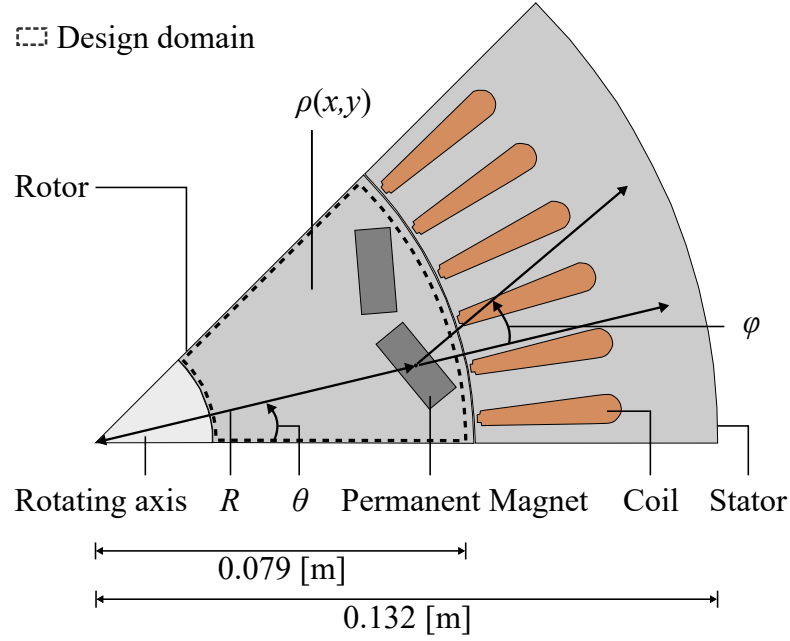 Design domain
ρ(x,y)
Rotor
φ
Rotating axis R θ Permanent Magnet Coil Stator
0.079 [m]
0.132 [m]